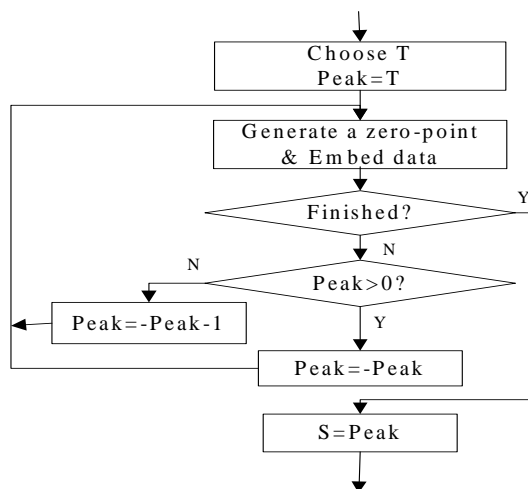 Choose T
Peak=T
Generate a zero-point
& Embed data
Finished?
Y
N
Peak>0?
N
Y
Peak=-Peak-1
Peak=-Peak
S=Peak